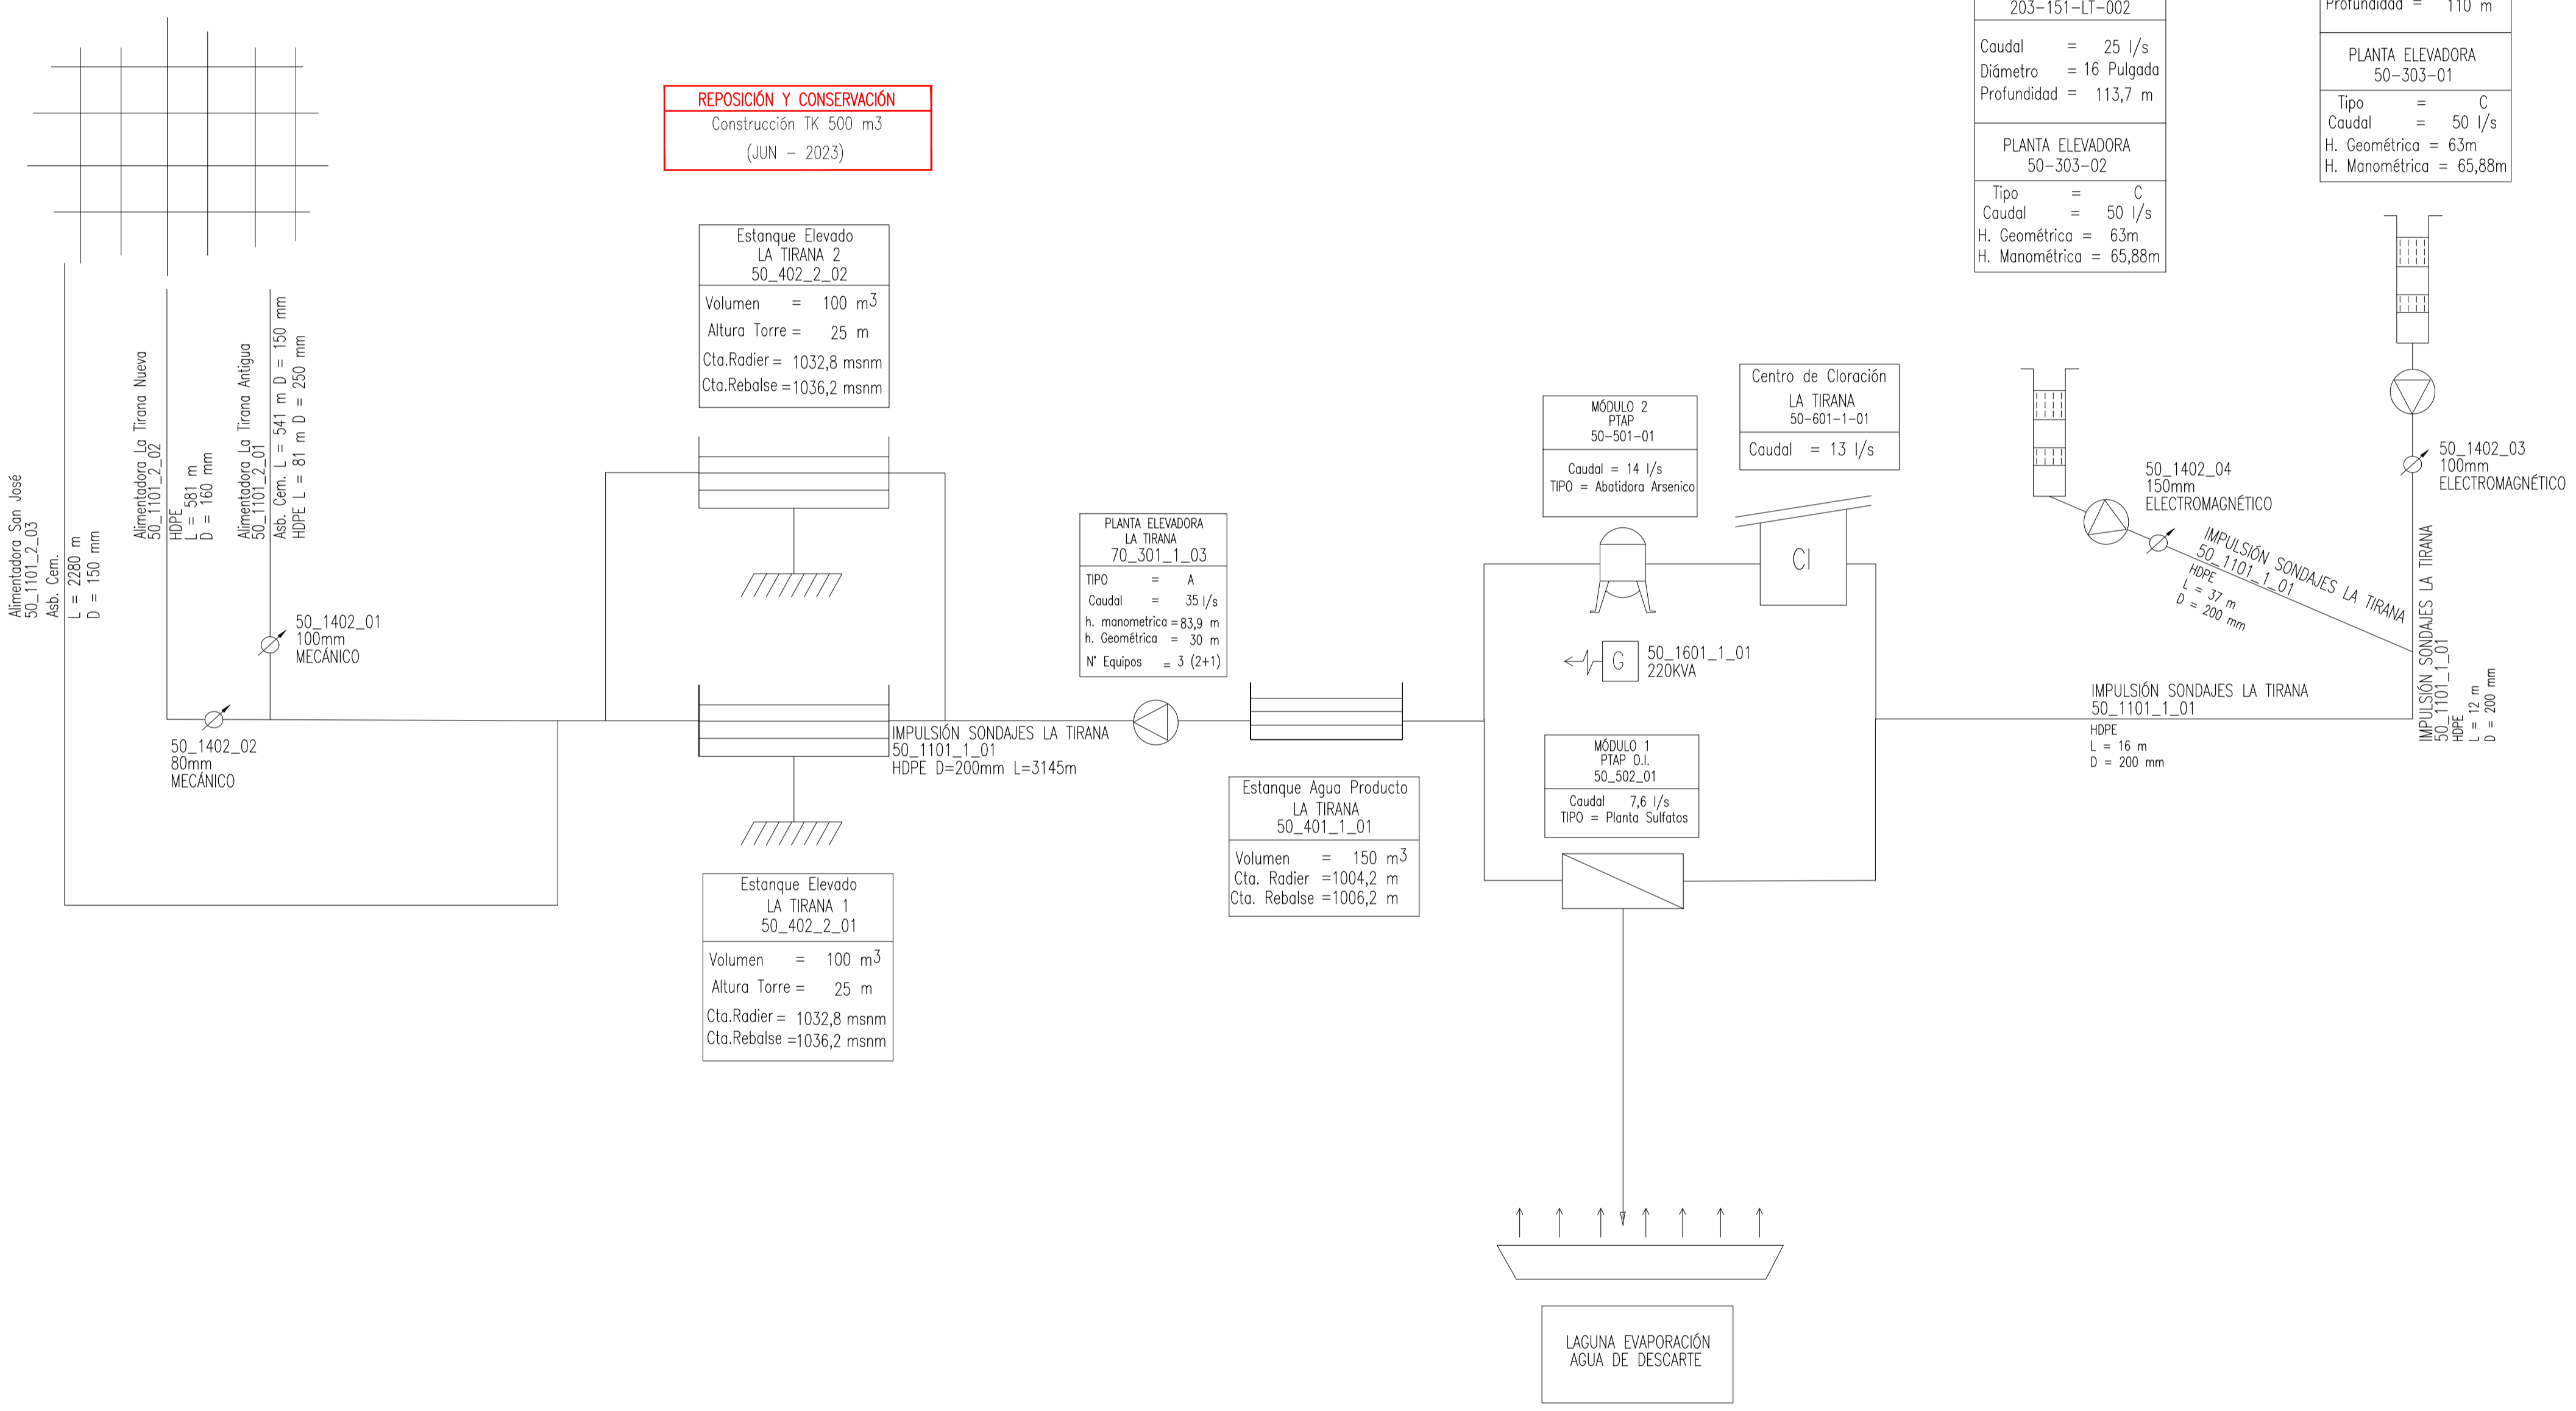 203-151-LT-002
Caudal = 25 l/s
Diámetro = 16 Pulgada
Profundidad = 113,7 m
PLANTA ELEVADORA
50-303-02
Tipo = C
Caudal = 50 l/s
H. Geométrica = 63m
H. Manométrica = 65,88m
Profundidad = 110 m
PLANTA ELEVADORA
50-303-01
Tipo = C
Caudal = 50 l/s
H. Geométrica = 63m
H. Manométrica = 65,88m
REPOSICIÓN Y CONSERVACIÓN
Construcción TK 500 m3
(JUN - 2023)
Estanque Elevado
LA TIRANA 2
50_402_2_02
Volumen = 100 m3
Altura Torre = 25 m
Cta.Radier = 1032,8 msnm
Cta.Rebalse =1036,2 msnm
Alimentadora San José
50_1101_2_03
Asb. Cem.
L = 2280 m
D = 150 mm
Alimentadora La Tirana Nueva
50_1101_2_02
HDPE
L = 581 m
D = 160 mm
Alimentadora La Tirana Antigua
50_1101_2_01
Asb. Cem. L = 541 m D = 150 mm
HDPE L = 81 m D = 250 mm
50_1402_01
100mm
MECÁNICO
50_1402_02
80mm
MECÁNICO
IMPULSIÓN SONDAJES LA TIRANA
50_1101_1_01
HDPE D=200mm L=3145m
Estanque Elevado
LA TIRANA 1
50_402_2_01
Volumen = 100 m3
Altura Torre = 25 m
Cta.Radier = 1032,8 msnm
Cta.Rebalse =1036,2 msnm
PLANTA ELEVADORA
LA TIRANA
70_301_1_03
TIPO = A
Caudal = 35 l/s
h. manometrica =83,9 m
h. Geométrica = 30 m
N° Equipos = 3 (2+1)
Estanque Agua Producto
LA TIRANA
50_401_1_01
Volumen = 150 m3
Cta. Radier =1004,2 m
Cta. Rebalse =1006,2 m
MÓDULO 2
PTAP
50-501-01
Caudal = 14 l/s
TIPO = Abatidora Arsenico
Centro de Cloración
LA TIRANA
50-601-1-01
Caudal = 13 l/s
Cl
G
50_1601_1_01
220KVA
MÓDULO 1
PTAP O.I.
50_502_01
Caudal 7,6 l/s
TIPO = Planta Sulfatos
LAGUNA EVAPORACIÓN
AGUA DE DESCARTE
50_1402_04
150mm
ELECTROMAGNÉTICO
IMPULSIÓN SONDAJES LA TIRANA
50_1101_1_01
HDPE
L = 37 m
D = 200 mm
50_1402_03
100mm
ELECTROMAGNÉTICO
IMPULSIÓN SONDAJES LA TIRANA
50_1101_1_01
HDPE
L = 12 m
D = 200 mm
IMPULSIÓN SONDAJES LA TIRANA
50_1101_1_01
HDPE
L = 16 m
D = 200 mm